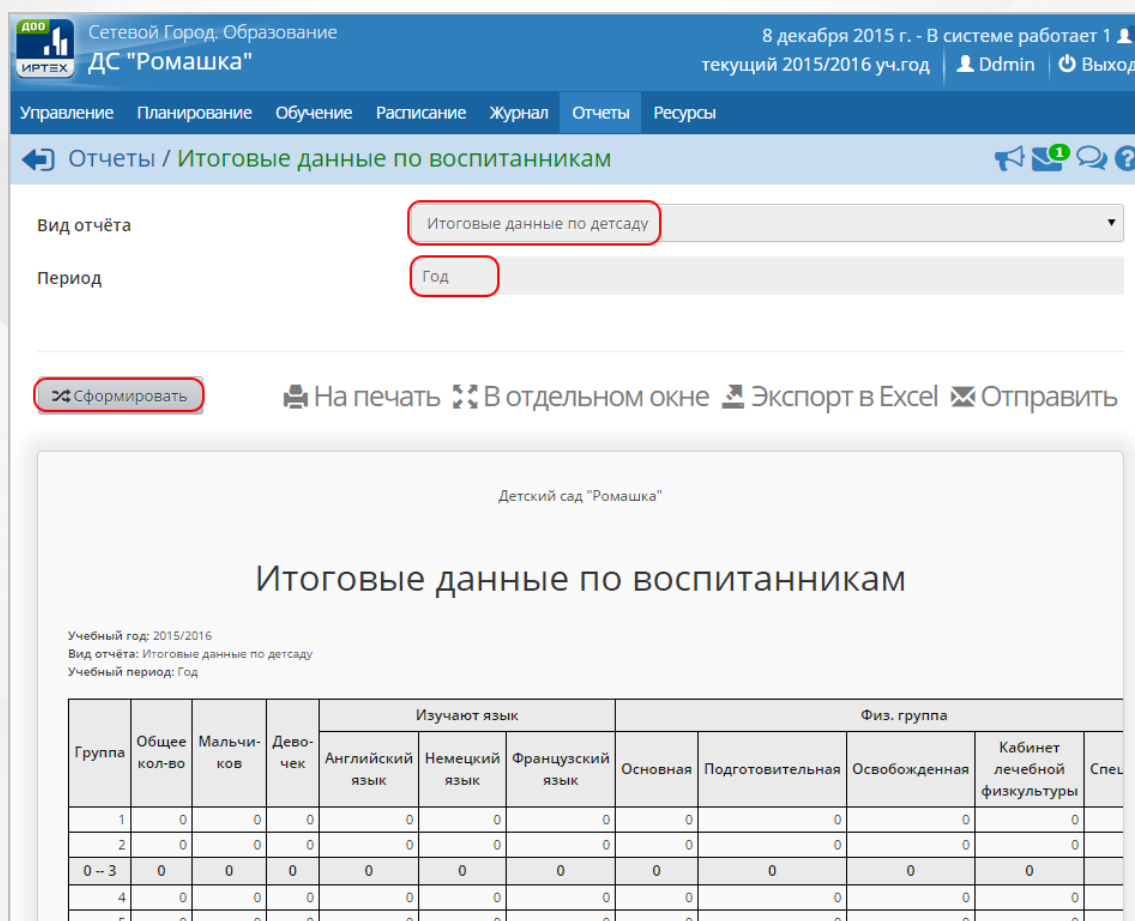 ДОО
ИРТЕХ
Сетевой Город. Образование
ДС "Ромашка"
8 декабря 2015 г. - В системе работает 1
текущий 2015/2016 уч.год Ddmin Выход
Управление Планирование Обучение Расписание Журнал Отчеты Ресурсы
Отчеты / Итоговые данные по воспитанникам 1 ?
Вид отчёта Итоговые данные по детсаду
Период Год
Сформировать На печать В отдельном окне Экспорт в Excel Отправить
Детский сад "Ромашка"
Итоговые данные по воспитанникам
Учебный год: 2015/2016
Вид отчёта: Итоговые данные по детсаду
Учебный период: Год
Изучают язык Физ. группа
Группа Общее кол-во Мальчи-ков Дево-чек Английский язык Немецкий язык Французский язык Основная Подготовительная Освобожденная Кабинет лечебной физкультуры Спец
1 0 0 0 0 0 0 0 0 0 0
2 0 0 0 0 0 0 0 0 0 0
0 -- 3 0 0 0 0 0 0 0 0 0 0
4 0 0 0 0 0 0 0 0 0 0